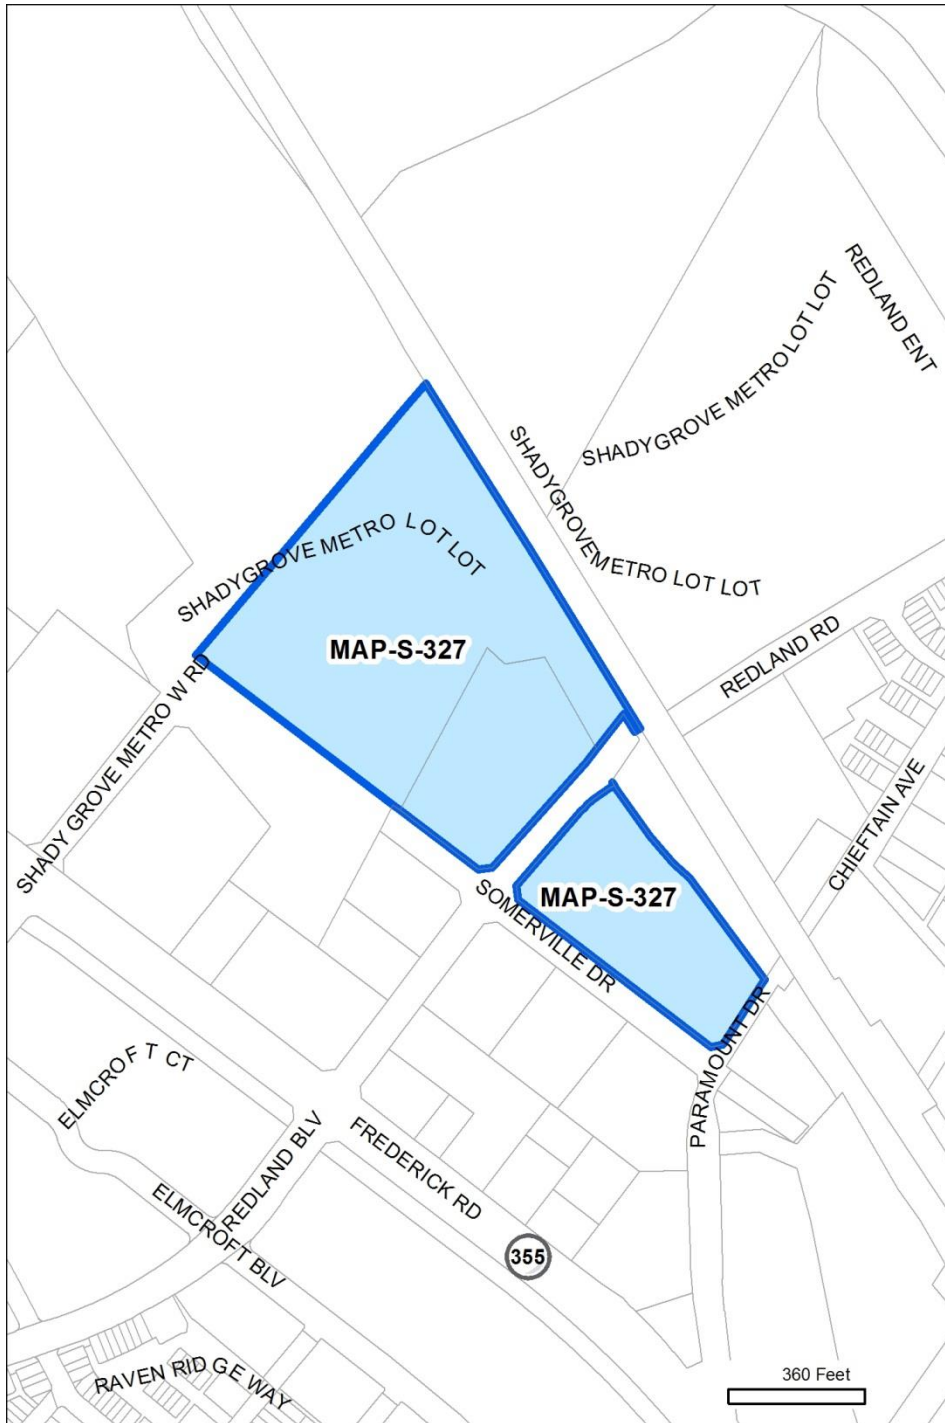 REDLAND ENT
SHADYGROVE METRO LOT LOT
SHADYGROVE METRO LOT LOT
SHADYGROVE METRO LOT LOT
MAP-S-327
REDLAND RD
SHADY GROVE METRO W RD
CHIEFTAIN AVE
MAP-S-327
SOMERVILLE DR
PARAMOUNT DR
ELMCROFT CT
FREDERICK RD
REDLAND BLV
ELMCROFT BLV
355
RAVEN RIDGE WAY
360 Feet